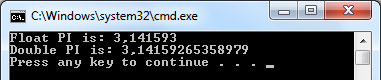 C:\Windows\system32\cmd.exe
Float PI is: 3,141593
Double PI is: 3,14159265358979
Press any key to continue . . .